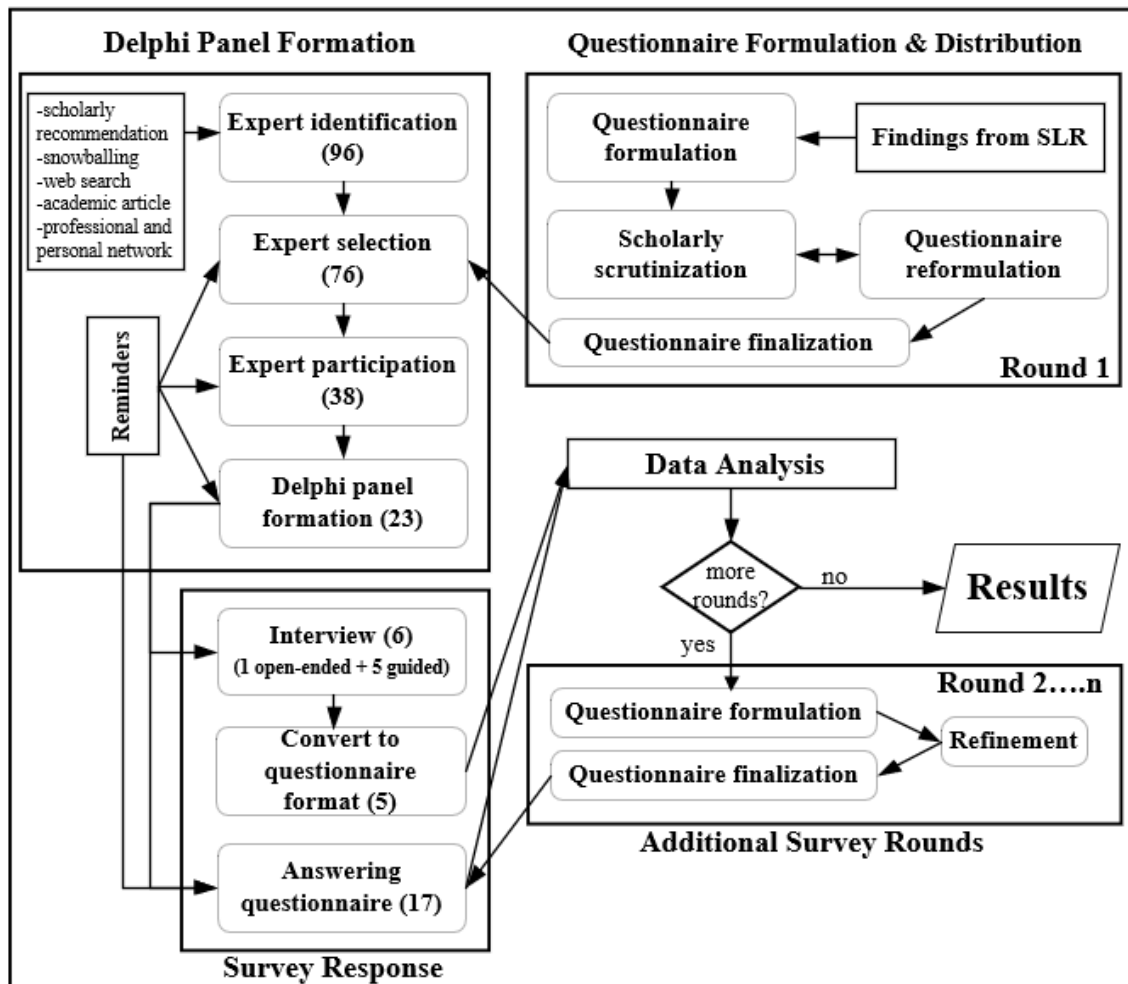 Delphi Panel Formation
-scholarly
recommendation
-snowballing
-web search
-academic article
-professional and
personal network
Expert identification
(96)
Expert selection
(76)
Expert participation
(38)
Delphi panel
formation (23)
Reminders
Questionnaire Formulation & Distribution
Questionnaire
formulation
Findings from SLR
Scholarly
scrutinization
Questionnaire
reformulation
Questionnaire finalization
Round 1
Data Analysis
more
rounds?
no
Results
yes
Round 2….n
Questionnaire formulation
Refinement
Questionnaire finalization
Additional Survey Rounds
Interview (6)
(1 open-ended + 5 guided)
Convert to
questionnaire
format (5)
Answering
questionnaire (17)
Survey Response